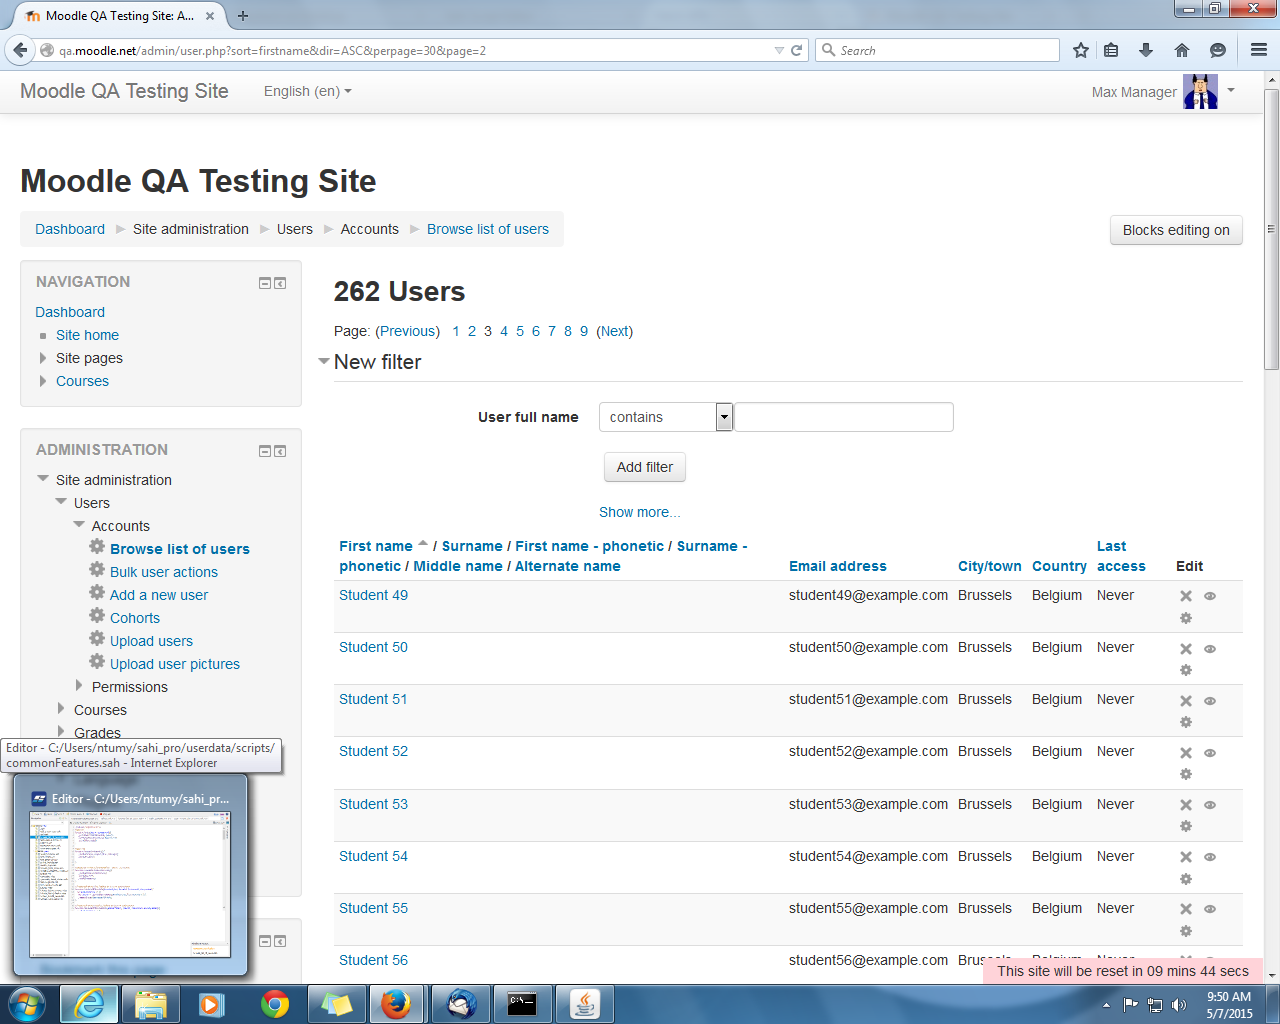 Moodle QA Testing Site: A...
qa.moodle.net/admin/user.php?sort=firstname&dir=ASC&perpage=30&page=2
Search
Moodle QA Testing Site
English (en)
Max Manager
Moodle QA Testing Site
Dashboard Site administration Users Accounts Browse list of users
Blocks editing on
NAVIGATION
Dashboard
Site home
Site pages
Courses
ADMINISTRATION
Site administration
Users
Accounts
Browse list of users
Bulk user actions
Add a new user
Cohorts
Upload users
Upload user pictures
Permissions
Courses
Grades
Editor - C:/Users/ntumy/sahi_pro/userdata/scripts/
commonFeatures.sah - Internet Explorer
Editor - C:/Users/ntumy/sahi_pr...
Bookmark this page
262 Users
Page: (Previous) 1 2 3 4 5 6 7 8 9 (Next)
New filter
User full name contains
Add filter
Show more...
First name / Surname / First name - phonetic / Surname -
phonetic / Middle name / Alternate name
Email address City/town Country Last access Edit
Student 49 student49@example.com Brussels Belgium Never
Student 50 student50@example.com Brussels Belgium Never
Student 51 student51@example.com Brussels Belgium Never
Student 52 student52@example.com Brussels Belgium Never
Student 53 student53@example.com Brussels Belgium Never
Student 54 student54@example.com Brussels Belgium Never
Student 55 student55@example.com Brussels Belgium Never
Student 56 student56@example.com Brussels Belgium Never
This site will be reset in 09 mins 44 secs
9:50 AM
5/7/2015